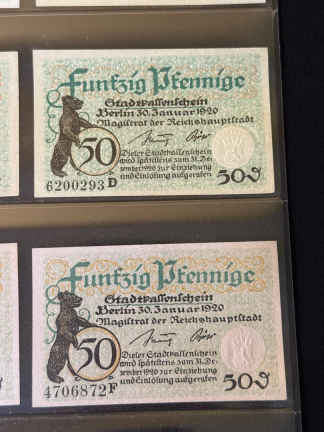 Funfzig Pfennige
Stadtkassenschein
Berlin 30. Januar 1920
Magistrat der Reichshauptstadt
50
Dieser Stadtkassenschein
wird spätstens zum 31. De-
zember 1920 zur Einziehung
und Einlösung aufgerufen
6200293 D
50 ₰
Funfzig Pfennige
Stadtkassenschein
Berlin 30. Januar 1920
Magistrat der Reichshauptstadt
50
Dieser Stadtkassenschein
wird spätstens zum 31. De-
zember 1920 zur Einziehung
und Einlösung aufgerufen
4706872 F
50 ₰